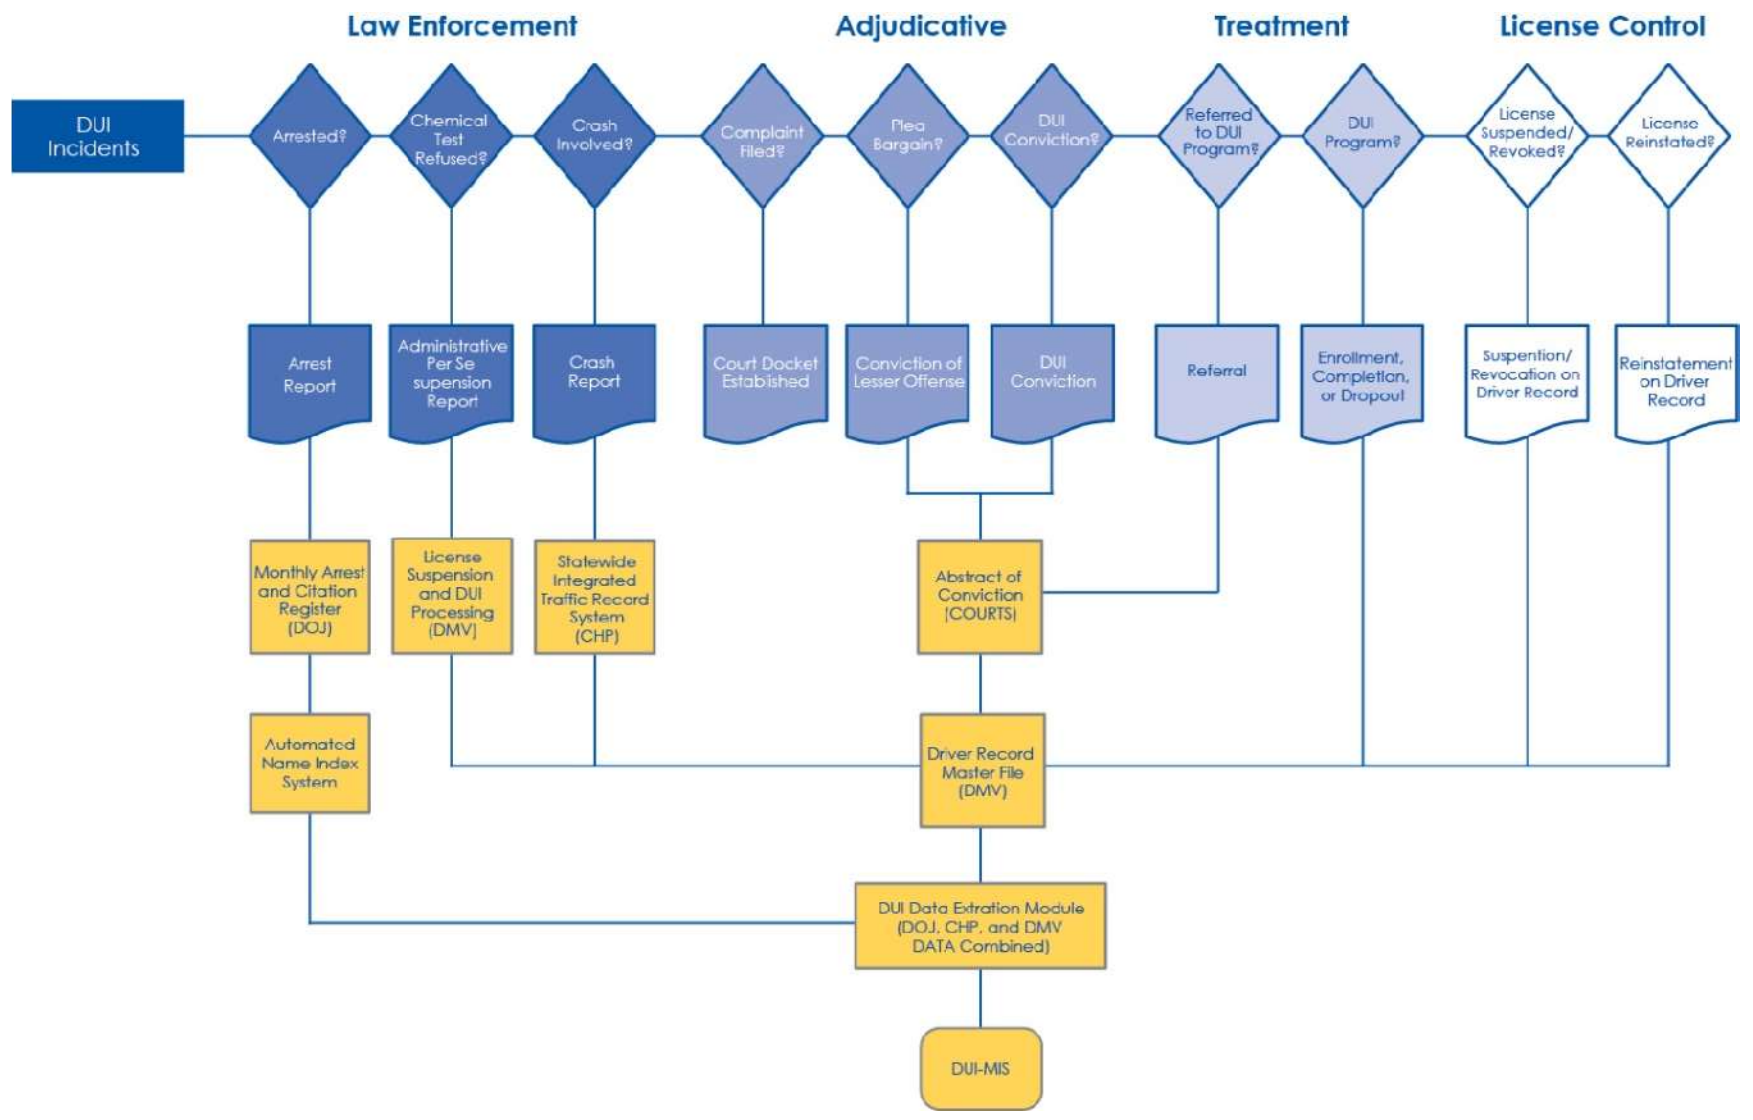 Law Enforcement
Adjudicative
Treatment
License Control
DUI
Incidents
Arrested?
Chemical
Test
Refused?
Crash
Involved?
Complaint
Filed?
Plea
Bargain?
DUI
Conviction?
Referred
to DUI
Program?
DUI
Program?
License
Suspended/
Revoked?
License
Reinstated?
Arrest
Report
Administrative
Per Se
supension
Report
Crash
Report
Court Docket
Established
Conviction of
Lesser Offense
DUI
Conviction
Referral
Enrollment,
Completion,
or Dropout
Suspention/
Revocation on
Driver Record
Reinstatement
on Driver
Record
Monthly Arrest
and Citation
Register
(DOJ)
License
Suspension
and DUI
Processing
(DMV)
Statewide
Integrated
Traffic Record
System
(CHP)
Abstract of
Conviction
(COURTS)
Automated
Name Index
System
Driver Record
Master File
(DMV)
DUI Data Extration Module
(DOJ, CHP, and DMV
DATA Combined)
DUI-MIS